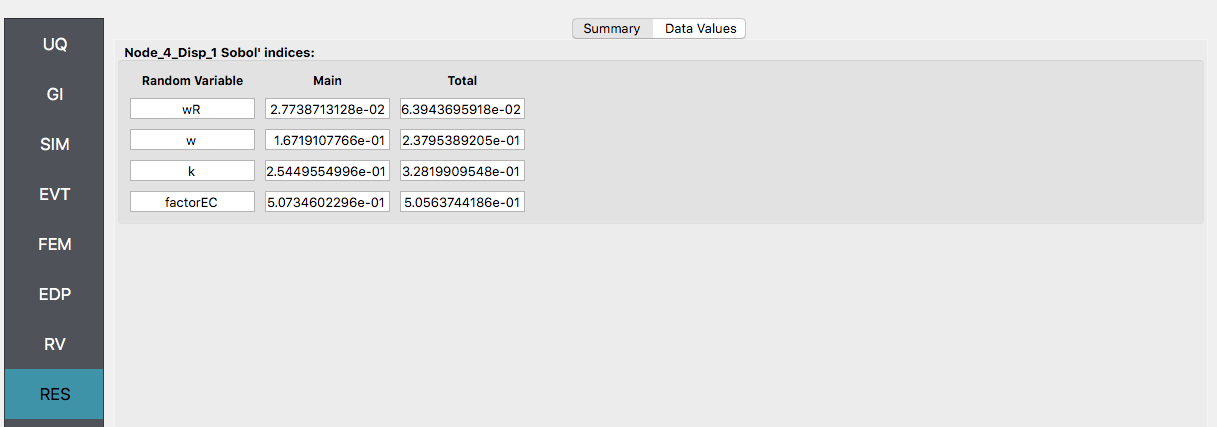 Summary Data Values
UQ
GI
SIM
EVT
FEM
EDP
RV
RES
Node_4_Disp_1 Sobol' indices:
Random Variable Main Total
wR 2.7738713128e-02 6.3943695918e-02
w 1.6719107766e-01 2.3795389205e-01
k 2.5449554996e-01 3.2819909548e-01
factorEC 5.0734602296e-01 5.0563744186e-01